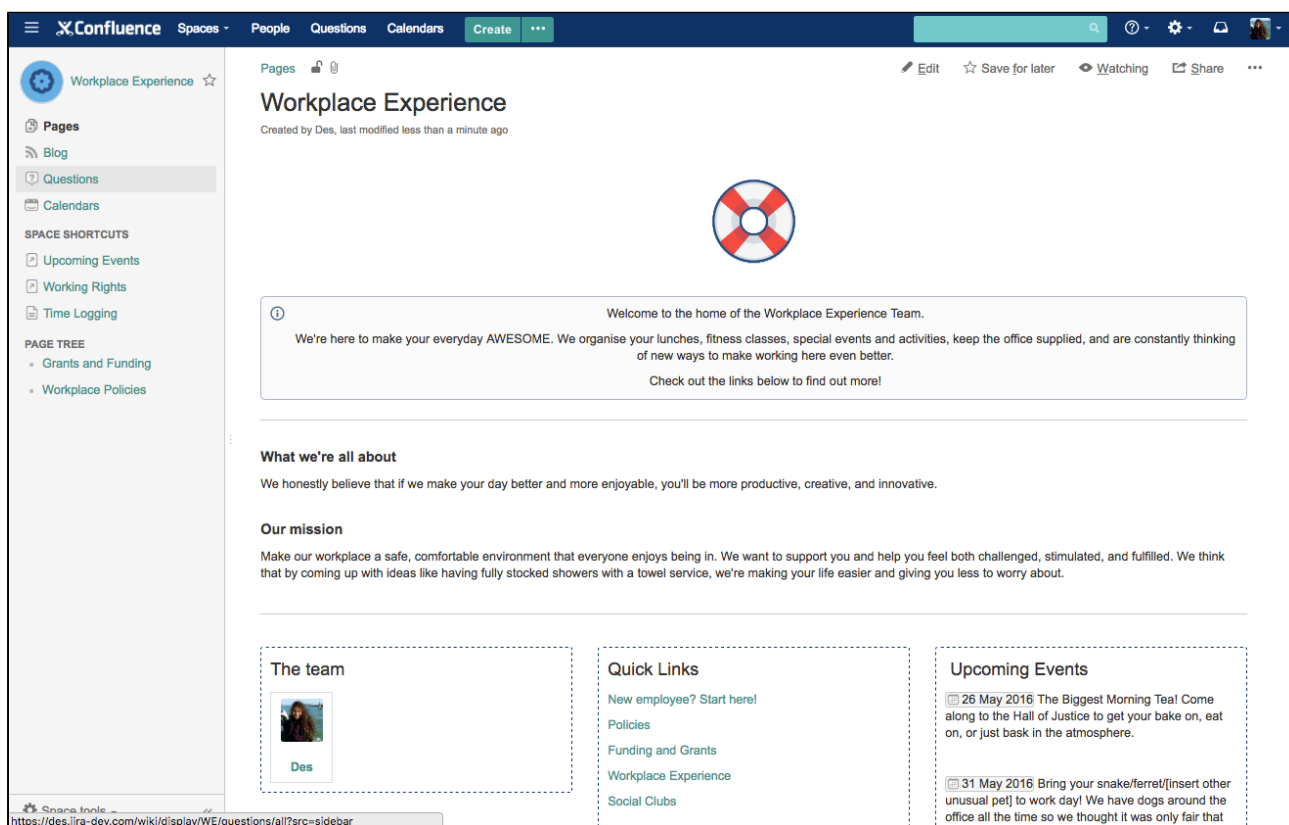 Confluence Spaces People Questions Calendars Create
Workplace Experience
Pages
Blog
Questions
Calendars
SPACE SHORTCUTS
Upcoming Events
Working Rights
Time Logging
PAGE TREE
Grants and Funding
Workplace Policies
Space tools
https://des.jira-dev.com/wiki/display/WE/questions/all?src=sidebar
Pages Edit Save for later Watching Share
Workplace Experience
Created by Des, last modified less than a minute ago
Welcome to the home of the Workplace Experience Team.
We're here to make your everyday AWESOME. We organise your lunches, fitness classes, special events and activities, keep the office supplied, and are constantly thinking
of new ways to make working here even better.
Check out the links below to find out more!
What we're all about
We honestly believe that if we make your day better and more enjoyable, you'll be more productive, creative, and innovative.
Our mission
Make our workplace a safe, comfortable environment that everyone enjoys being in. We want to support you and help you feel both challenged, stimulated, and fulfilled. We think
that by coming up with ideas like having fully stocked showers with a towel service, we're making your life easier and giving you less to worry about.
The team
Des
Quick Links
New employee? Start here!
Policies
Funding and Grants
Workplace Experience
Social Clubs
Upcoming Events
26 May 2016 The Biggest Morning Tea! Come
along to the Hall of Justice to get your bake on, eat
on, or just bask in the atmosphere.
31 May 2016 Bring your snake/ferret/[insert other
unusual pet] to work day! We have dogs around the
office all the time so we thought it was only fair that